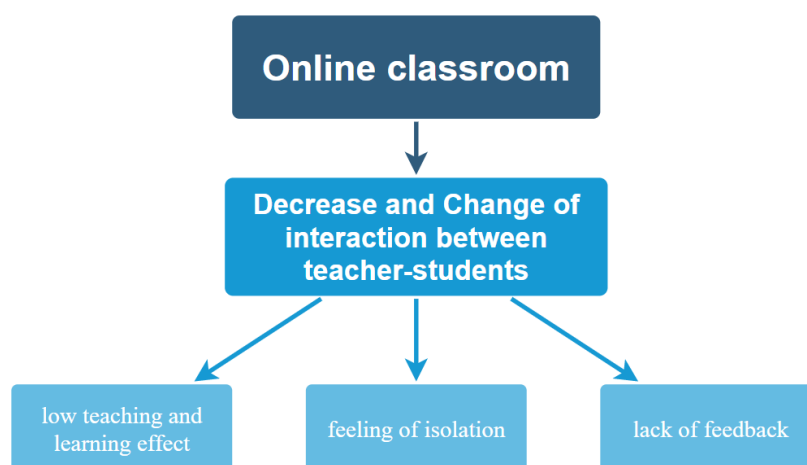 Online classroom
Decrease and Change of
interaction between
teacher-students
low teaching and
learning effect
feeling of isolation
lack of feedback